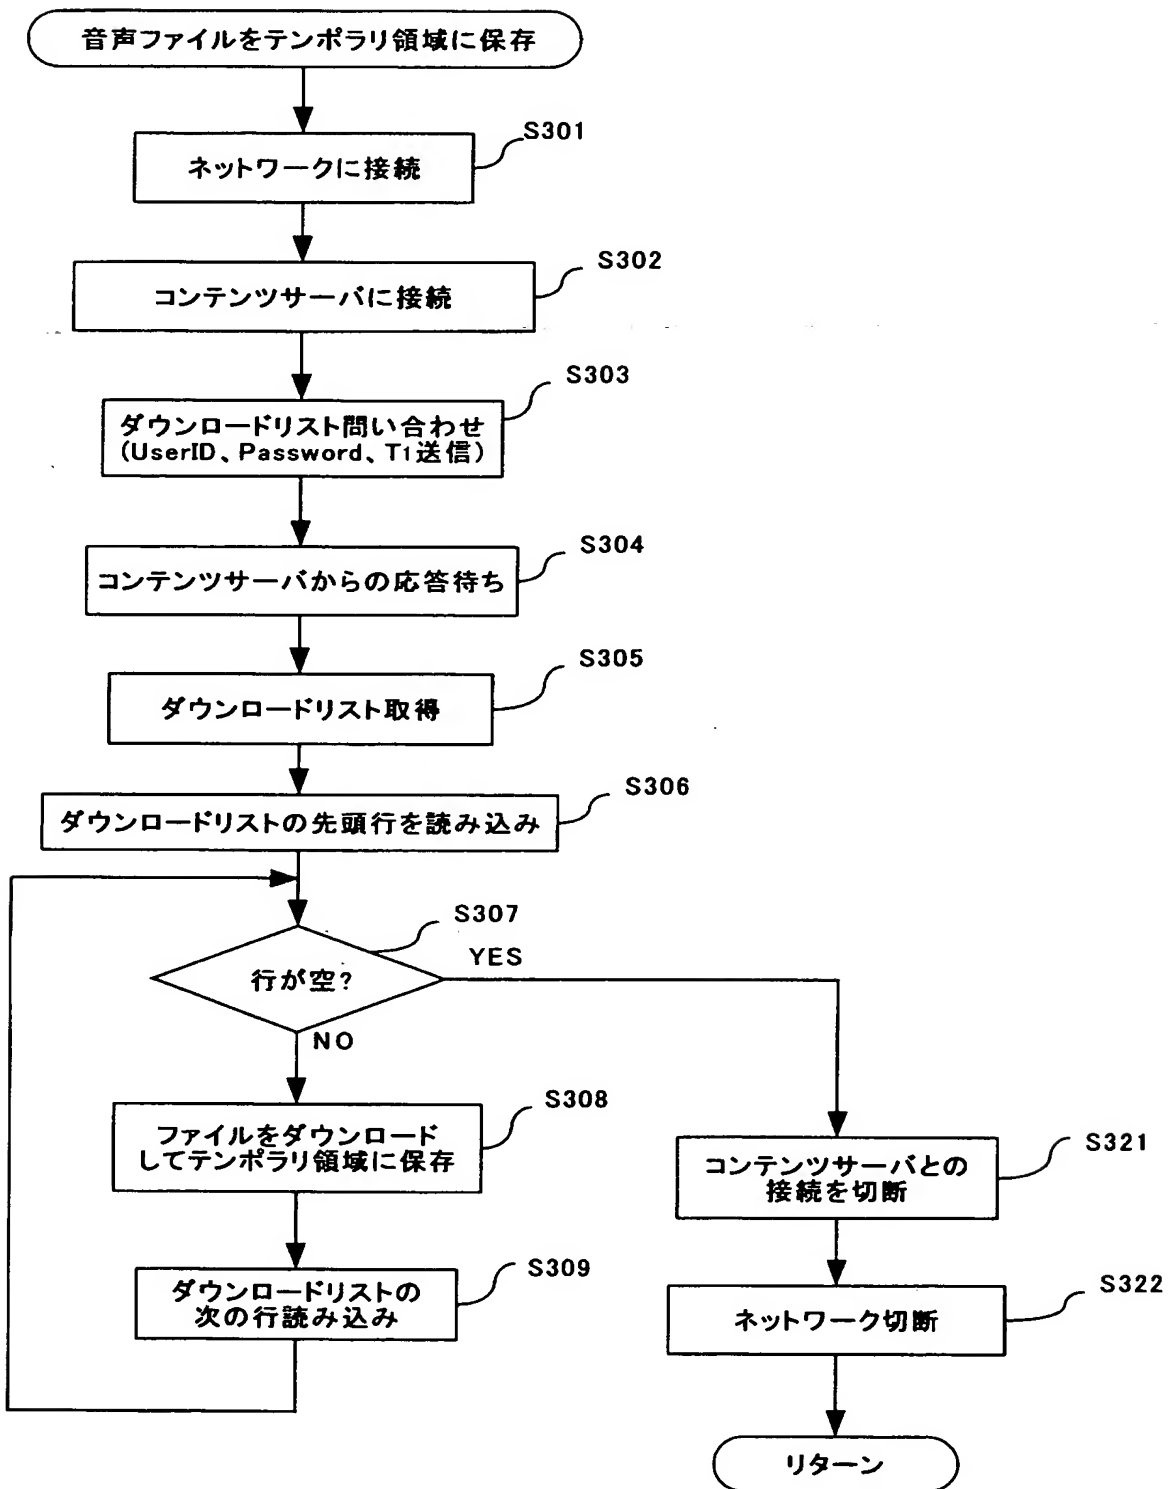 音声ファイルをテンポラリ領域に保存
S301
ネットワークに接続
S302
コンテンツサーバに接続
S303
ダウンロードリスト問い合わせ
(UserID、Password、T1送信)
S304
コンテンツサーバからの応答待ち
S305
ダウンロードリスト取得
S306
ダウンロードリストの先頭行を読み込み
S307
行が空?
YES
NO
S308
ファイルをダウンロード
してテンポラリ領域に保存
S309
ダウンロードリストの
次の行読み込み
S321
コンテンツサーバとの
接続を切断
S322
ネットワーク切断
リターン